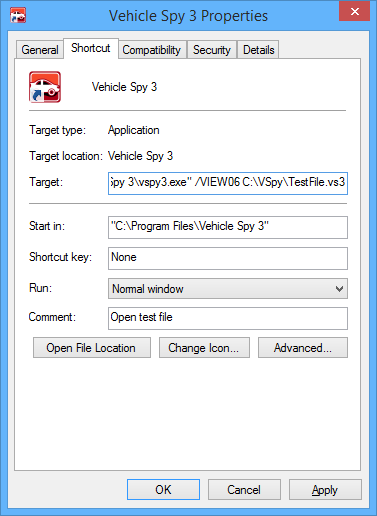 Vehicle Spy 3 Properties
General Shortcut Compatibility Security Details
Vehicle Spy 3
Target type: Application
Target location: Vehicle Spy 3
Target: Spy 3\vspy3.exe" /VIEW06 C:\VSpy\TestFile.vs3
Start in: "C:\Program Files\Vehicle Spy 3"
Shortcut key: None
Run: Normal window
Comment: Open test file
Open File Location Change Icon... Advanced...
OK Cancel Apply